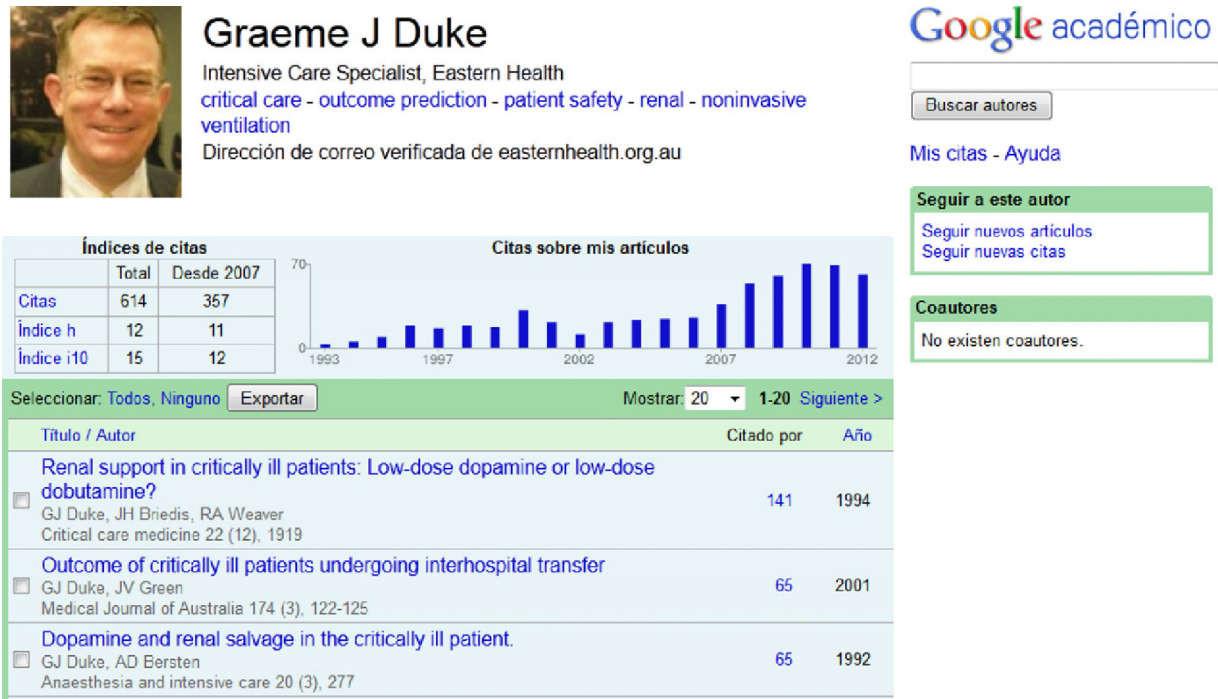 Graeme J Duke
Intensive Care Specialist, Eastern Health
critical care - outcome prediction - patient safety - renal - noninvasive
ventilation
Dirección de correo verificada de easternhealth.org.au
Google académico
Buscar autores
Mis citas - Ayuda
Seguir a este autor
Seguir nuevos artículos
Seguir nuevas citas
Coautores
No existen coautores.
Índices de citas
Total Desde 2007
Citas 614 357
Índice h 12 11
Índice i10 15 12
Citas sobre mis artículos
70
0
1993 1997 2002 2007 2012
Seleccionar: Todos, Ninguno Exportar Mostrar: 20 1-20 Siguiente >
Título / Autor Citado por Año
Renal support in critically ill patients: Low-dose dopamine or low-dose
dobutamine?
GJ Duke, JH Briedis, RA Weaver
Critical care medicine 22 (12), 1919
141 1994
Outcome of critically ill patients undergoing interhospital transfer
GJ Duke, JV Green
Medical Journal of Australia 174 (3), 122-125
65 2001
Dopamine and renal salvage in the critically ill patient.
GJ Duke, AD Bersten
Anaesthesia and intensive care 20 (3), 277
65 1992